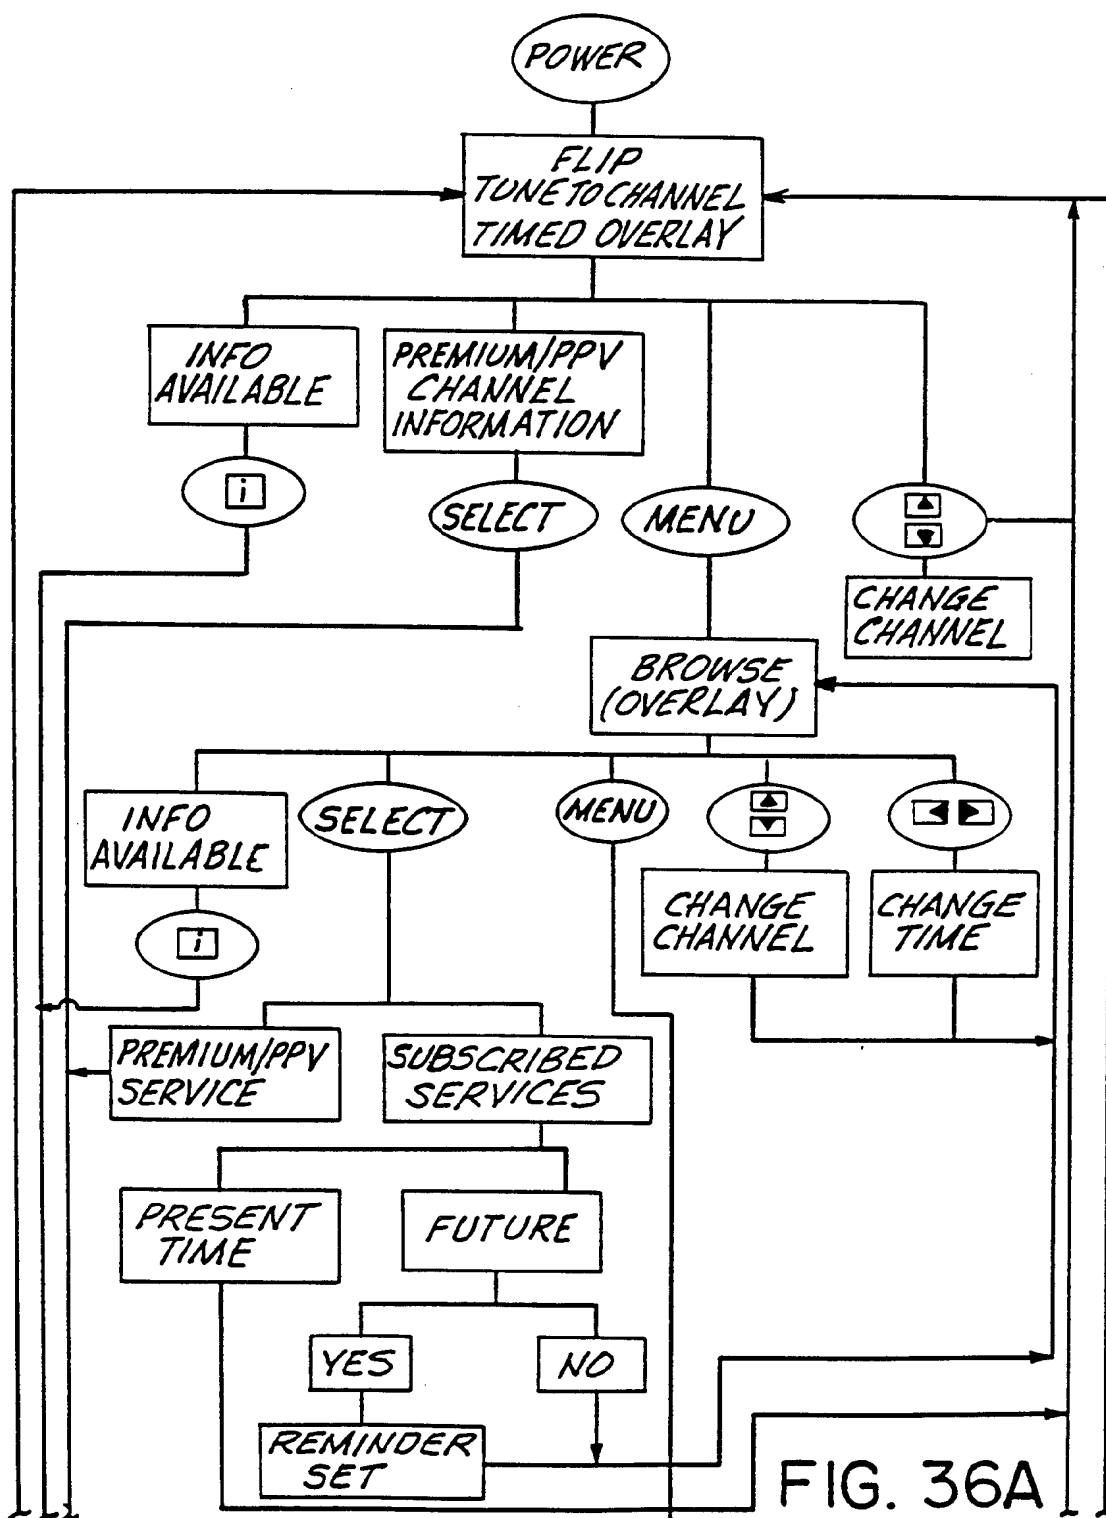 POWER
FLIP
TUNE TO CHANNEL
TIMED OVERLAY
INFO
AVAILABLE
PREMIUM/PPV
CHANNEL
INFORMATION
i
SELECT
MENU
CHANGE
CHANNEL
BROWSE
(OVERLAY)
INFO
AVAILABLE
SELECT
MENU
i
CHANGE
CHANNEL
CHANGE
TIME
PREMIUM/PPV
SERVICE
SUBSCRIBED
SERVICES
PRESENT
TIME
FUTURE
YES
NO
REMINDER
SET
FIG. 36A